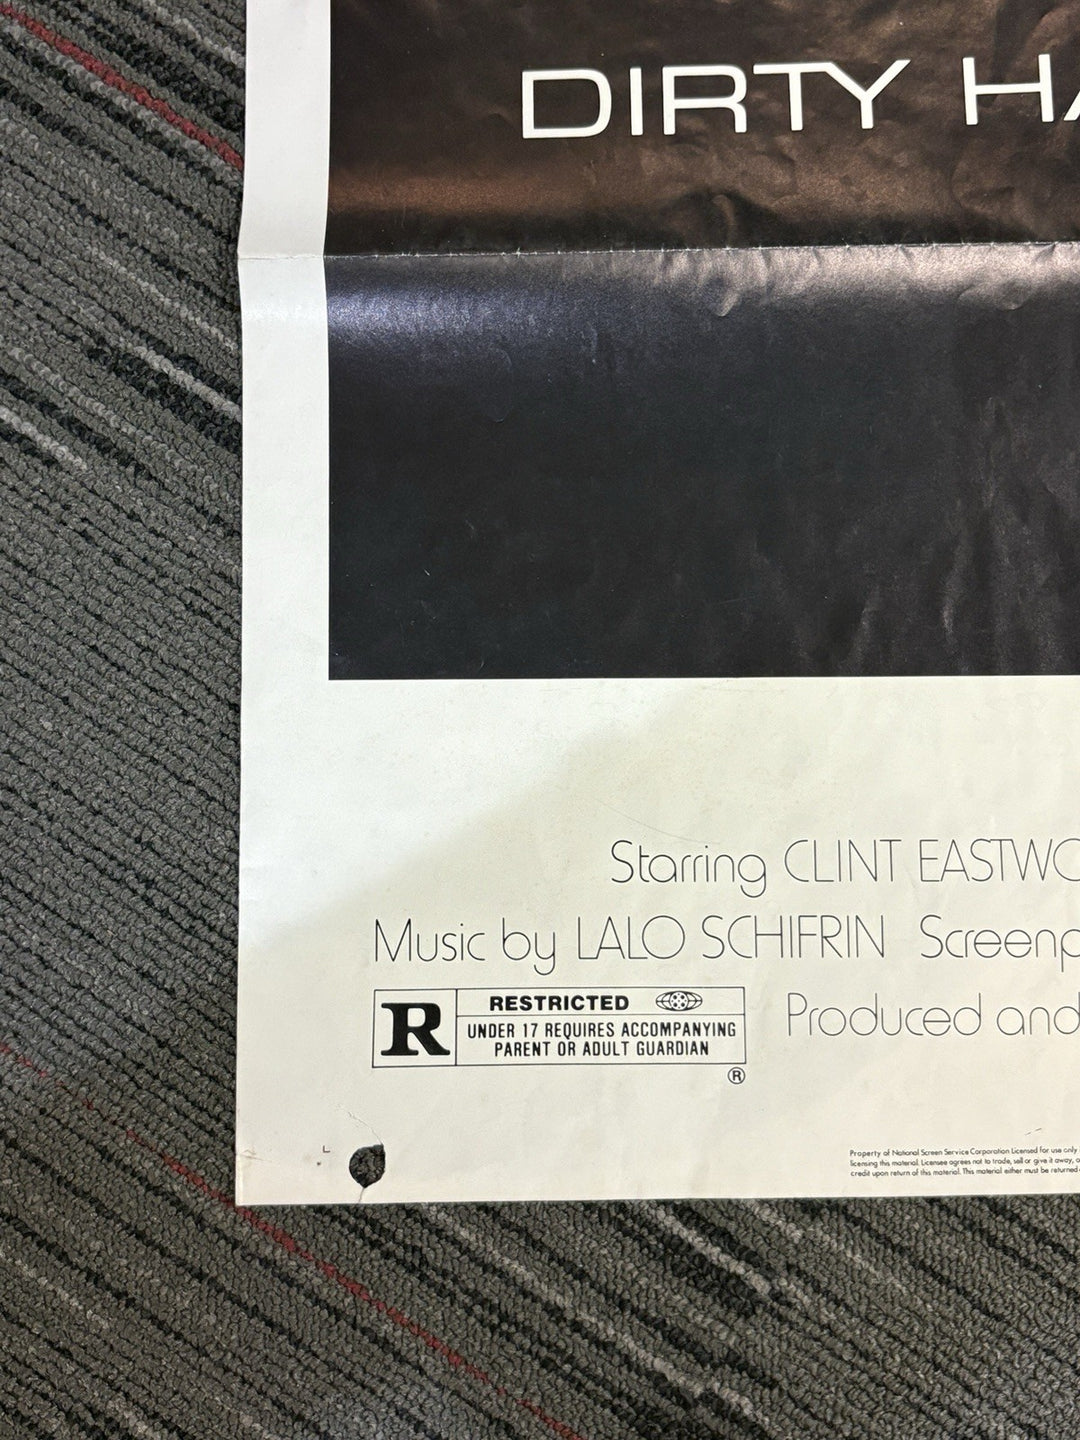 DIRTY HA
Starring CLINT EASTWO
Music by LALO SCHIFRIN Screenp
R RESTRICTED
UNDER 17 REQUIRES ACCOMPANYING
PARENT OR ADULT GUARDIAN
®
Produced and
Property of National Screen Service Corporation Licensed for use only
licensing this material. Licensee agrees not to trade, sell or give it away, o
credit upon return of this material. This material either must be returned